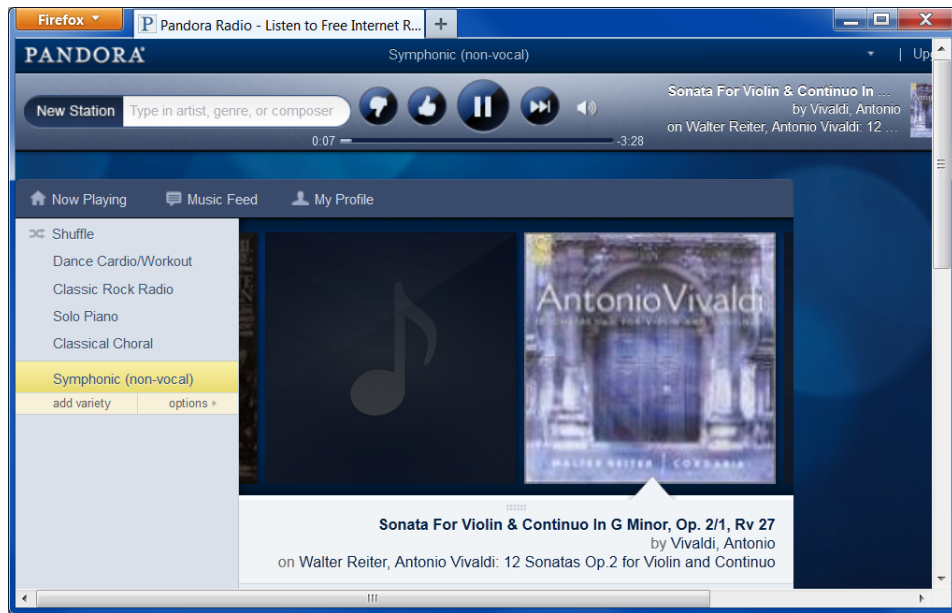 Firefox
Pandora Radio - Listen to Free Internet R...
PANDORA
Symphonic (non-vocal)
| Upg
New Station
Type in artist, genre, or composer
0:07
-3:28
Sonata For Violin & Continuo In ...
by Vivaldi, Antonio
on Walter Reiter, Antonio Vivaldi: 12 ...
Now Playing
Music Feed
My Profile
Shuffle
Dance Cardio/Workout
Classic Rock Radio
Solo Piano
Classical Choral
Symphonic (non-vocal)
add variety
options
Antonio Vivaldi
FOR VIOLIN AND CONTINUO
WALTER REITER | CORDARIA
Sonata For Violin & Continuo In G Minor, Op. 2/1, Rv 27
by Vivaldi, Antonio
on Walter Reiter, Antonio Vivaldi: 12 Sonatas Op.2 for Violin and Continuo